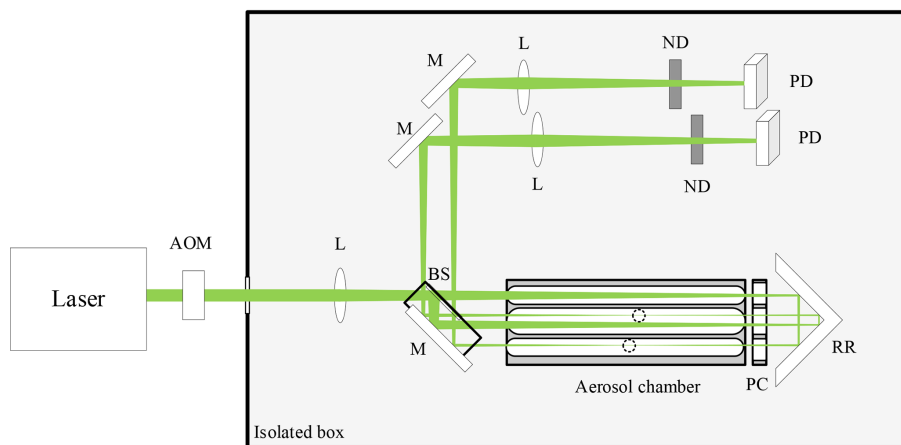 M
L
ND
PD
M
PD
L
ND
AOM
L
BS
Laser
M
RR
Aerosol chamber
PC
Isolated box